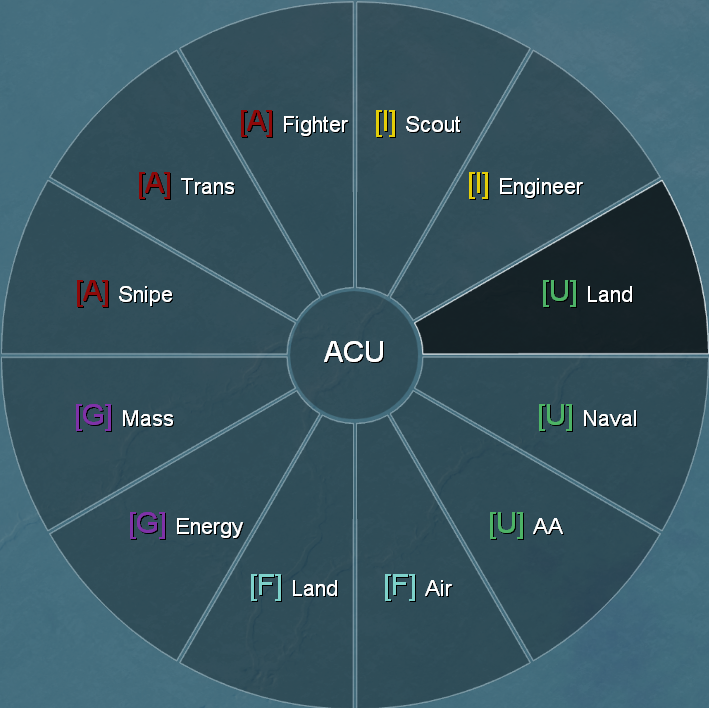 [A] Fighter
[I] Scout
[A] Trans
[I] Engineer
[A] Snipe
[U] Land
ACU
[G] Mass
[U] Naval
[G] Energy
[U] AA
[F] Land
[F] Air